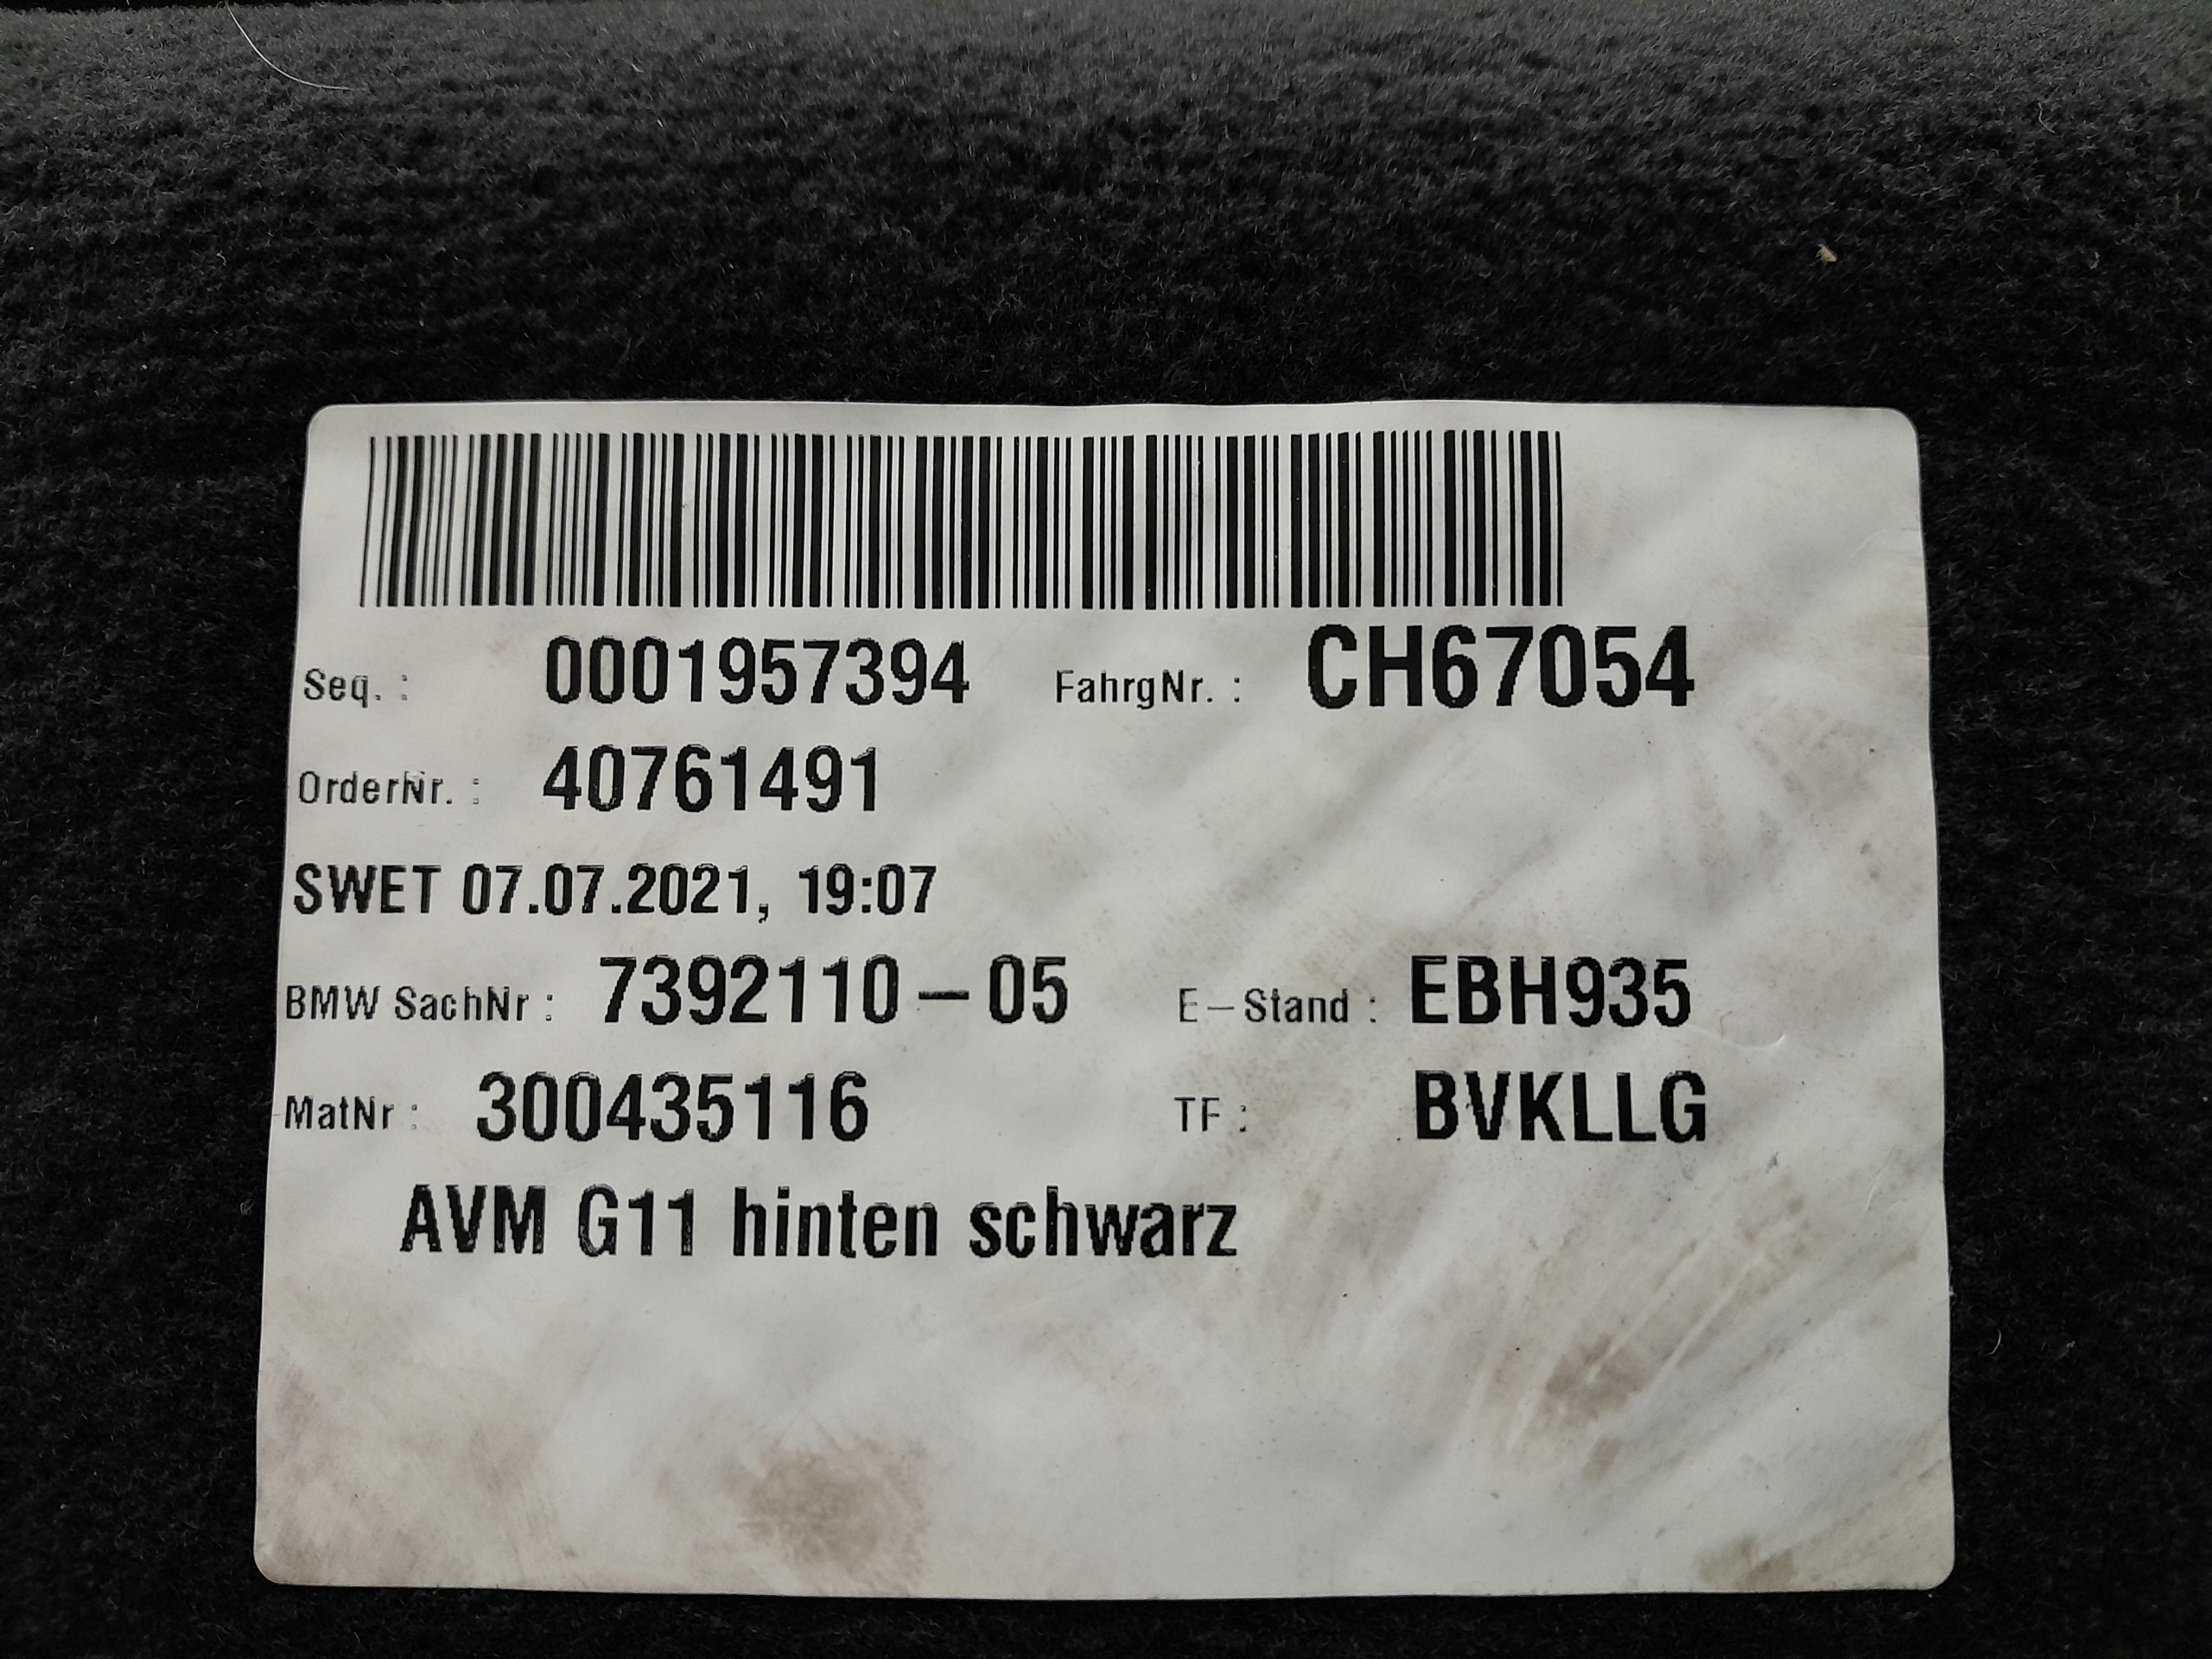 Seq. : 0001957394 FahrgNr. : CH67054
OrderNr. : 40761491
SWET 07.07.2021, 19:07
BMW SachNr : 7392110 – 05 E–Stand : EBH935
MatNr : 300435116 TF : BVKLLG
AVM G11 hinten schwarz